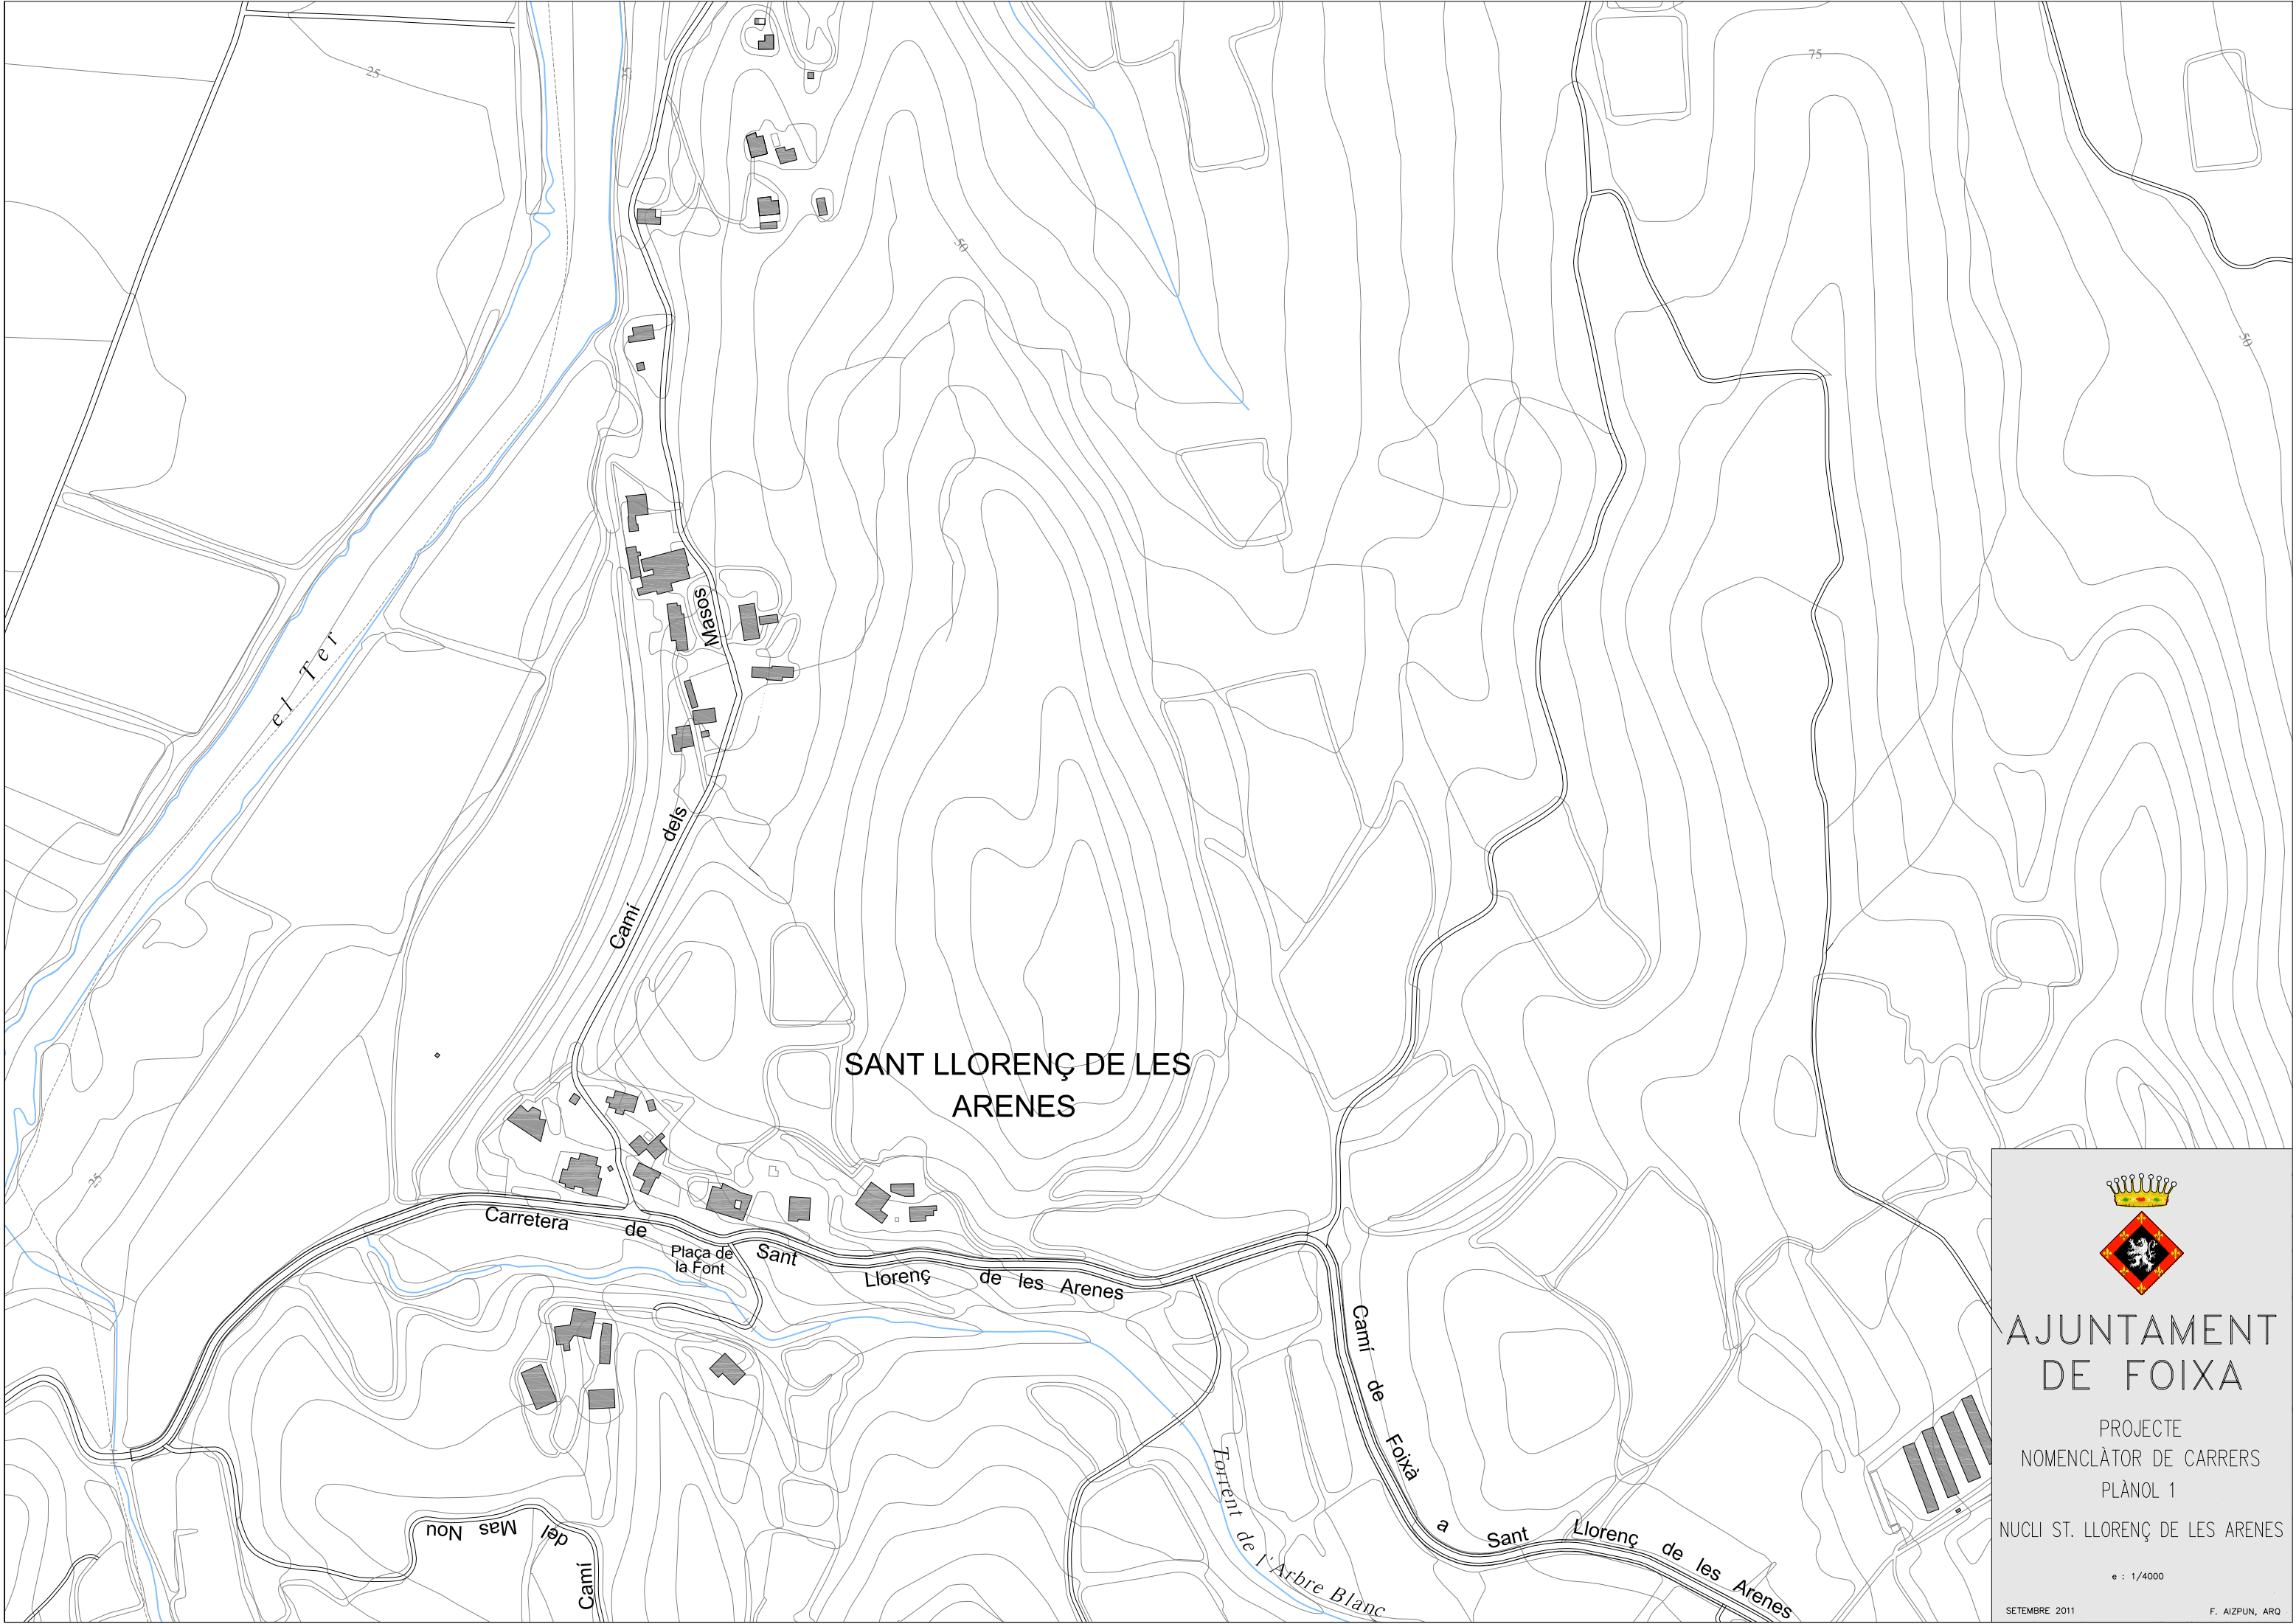 25
25
75
50
50
el Ter
Camí dels Masos
SANT LLORENÇ DE LES
ARENES
25
Carretera de Sant Llorenç de les Arenes
Plaça de
la Font
Camí de Foixà a Sant Llorenç de les Arenes
Torrent de l'Arbre Blanc
Camí del Mas Nou
AJUNTAMENT
DE FOIXA
PROJECTE
NOMENCLÀTOR DE CARRERS
PLÀNOL 1
NUCLI ST. LLORENÇ DE LES ARENES
e : 1/4000
SETEMBRE 2011
F. AIZPUN, ARQ